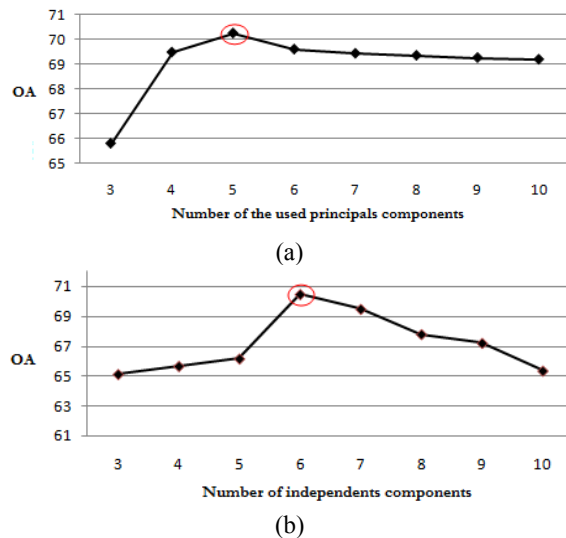 71
70
69
OA
68
67
66
65
3 4 5 6 7 8 9 10
Number of the used principals components
(a)
71
69
67
OA
65
63
61
3 4 5 6 7 8 9 10
Number of independents components
(b)